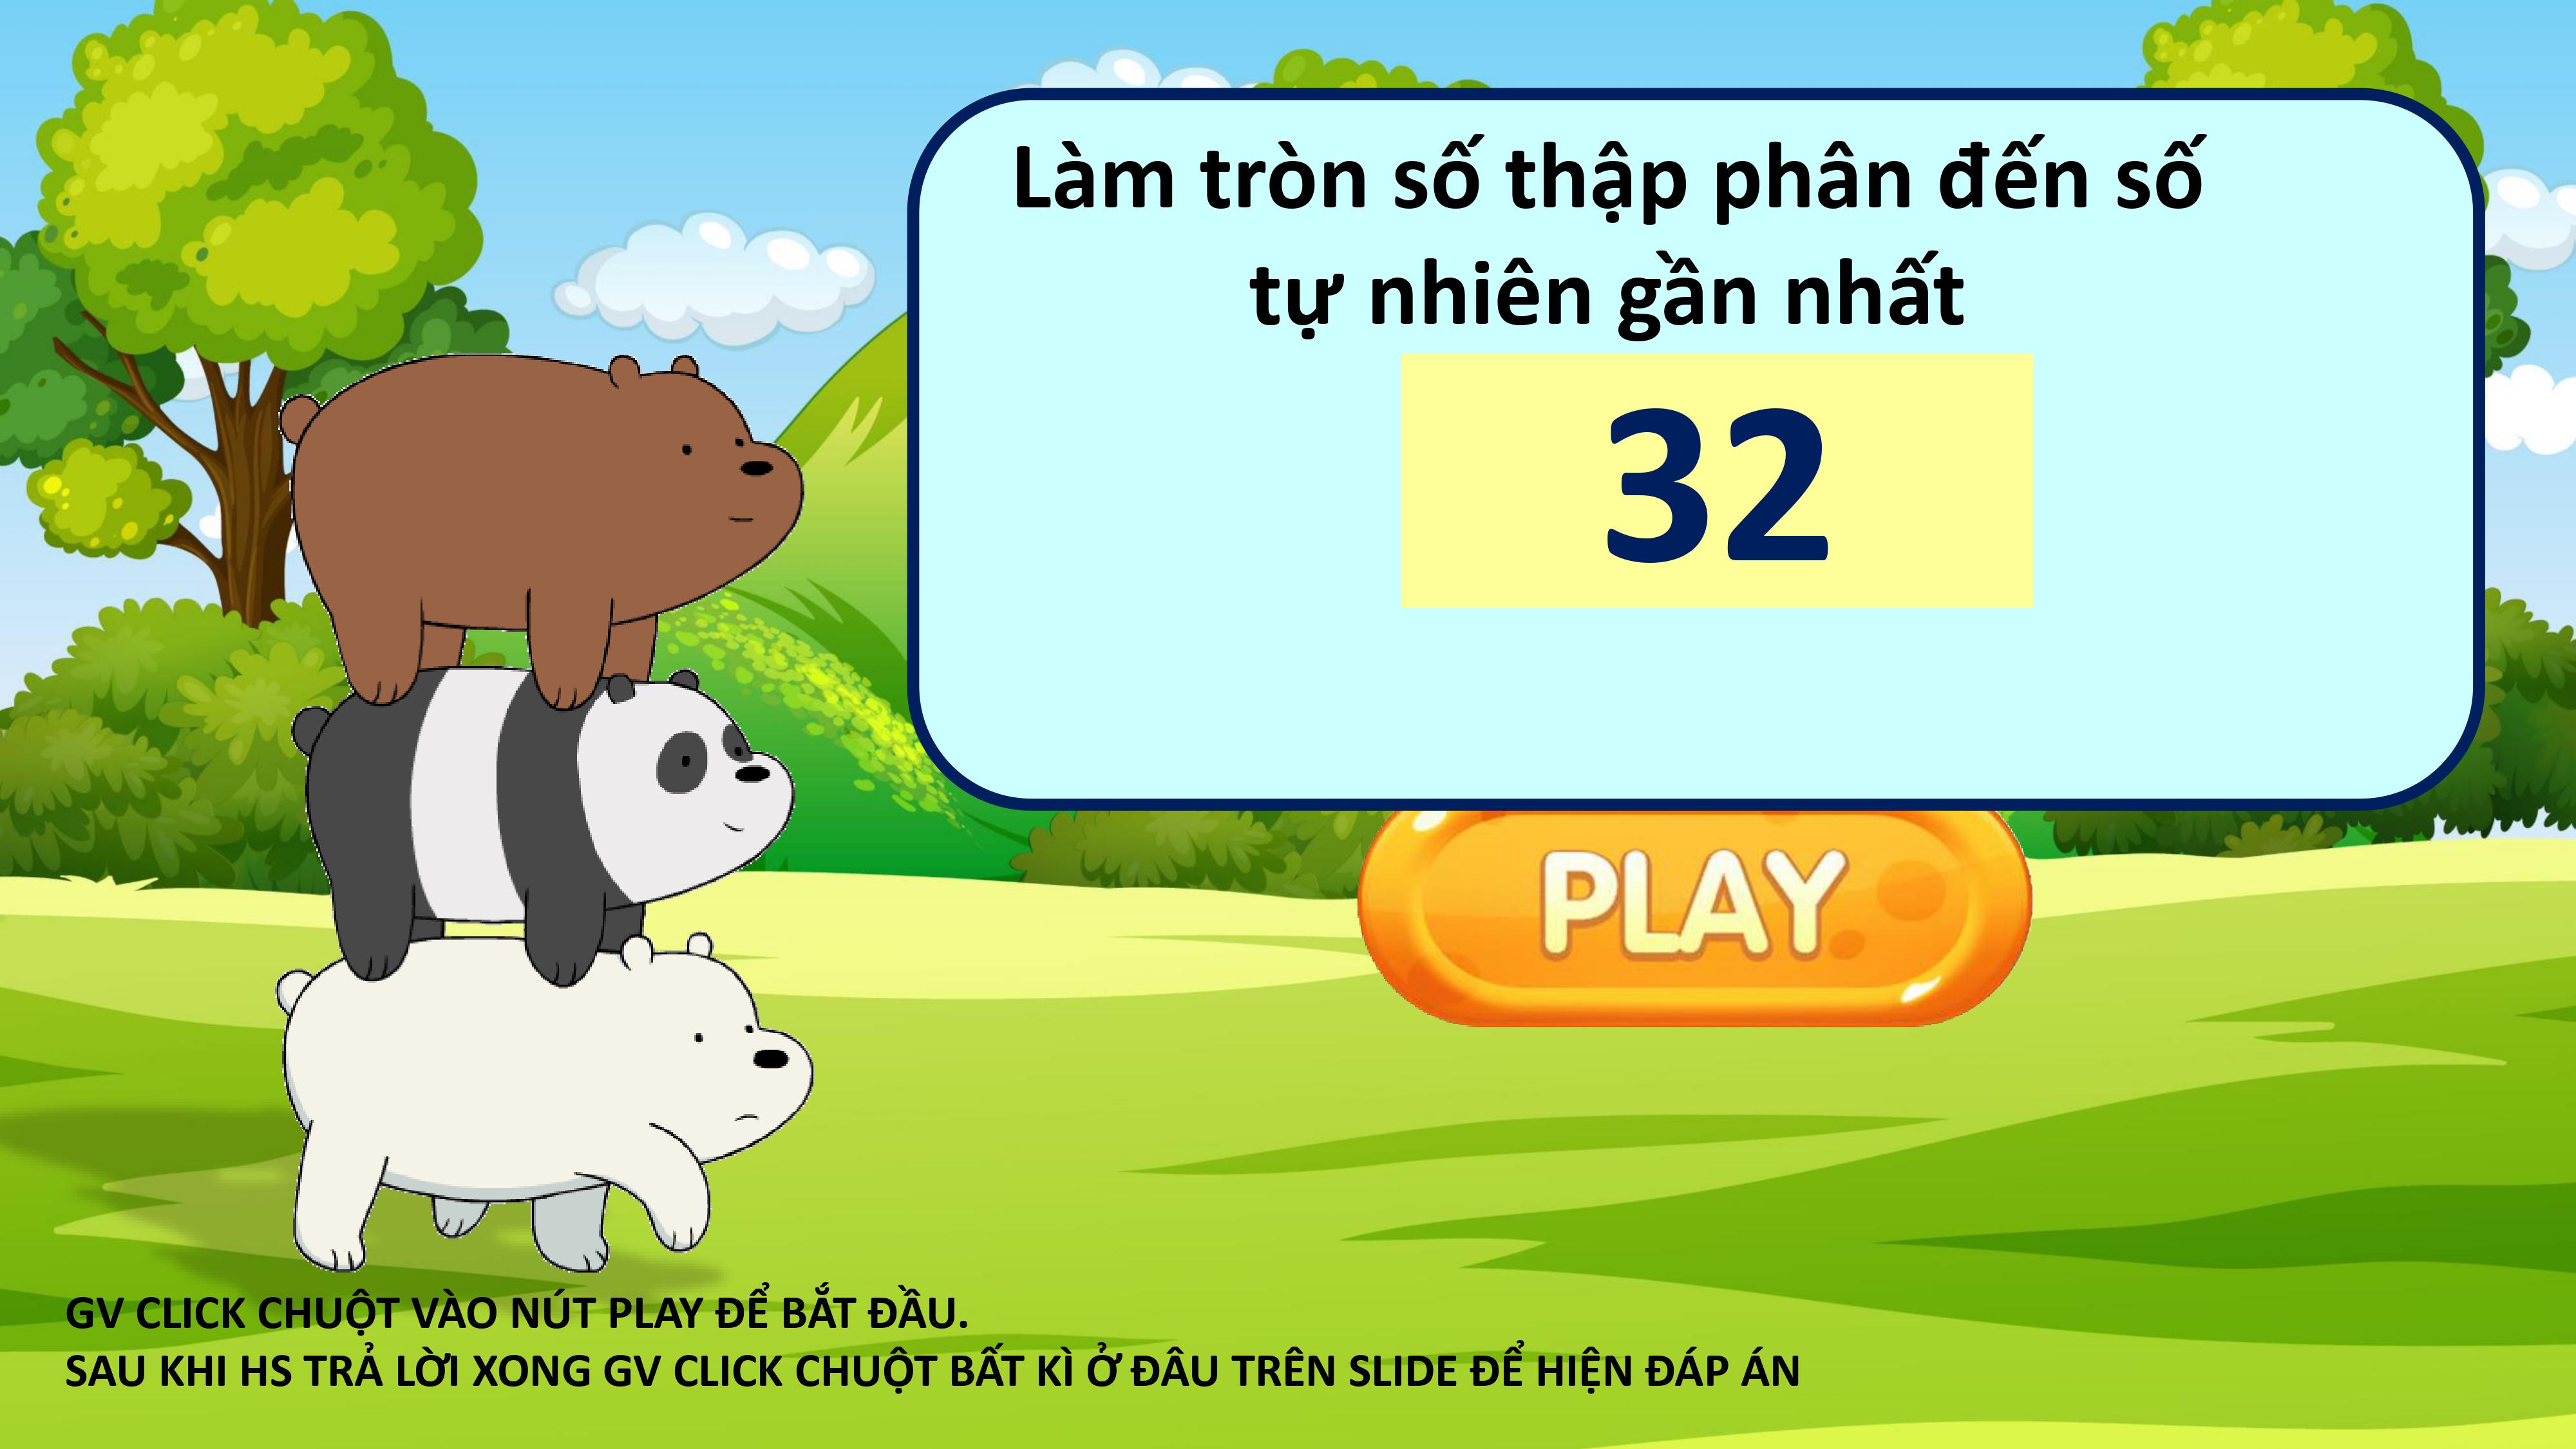 Làm tròn số thập phân đến số
tự nhiên gần nhất
32
PLAY
GV CLICK CHUỘT VÀO NÚT PLAY ĐỂ BẮT ĐẦU.
SAU KHI HS TRẢ LỜI XONG GV CLICK CHUỘT BẤT KÌ Ở ĐÂU TRÊN SLIDE ĐỂ HIỆN ĐÁP ÁN